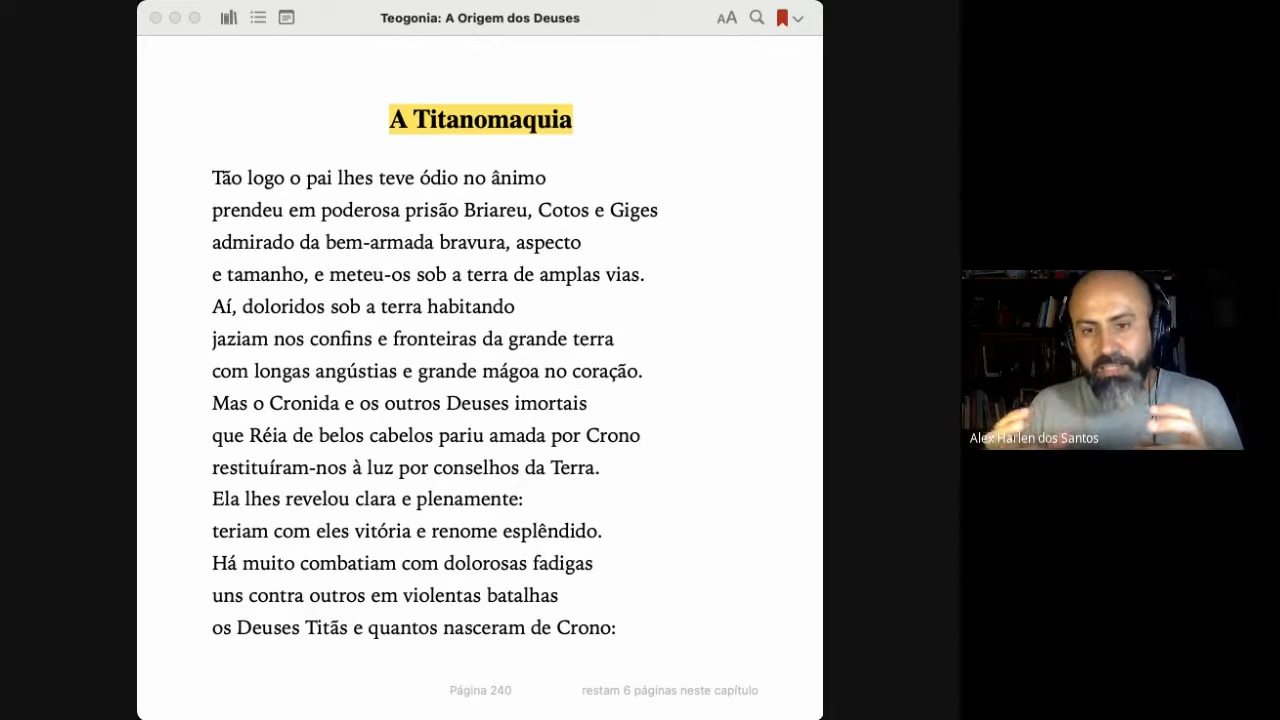 Teogonia: A Origem dos Deuses
AA
A Titanomaquia
Tão logo o pai lhes teve ódio no ânimo
prendeu em poderosa prisão Briareu, Cotos e Giges
admirado da bem-armada bravura, aspecto
e tamanho, e meteu-os sob a terra de amplas vias.
Aí, doloridos sob a terra habitando
jaziam nos confins e fronteiras da grande terra
com longas angústias e grande mágoa no coração.
Mas o Cronida e os outros Deuses imortais
que Réia de belos cabelos pariu amada por Crono
restituíram-nos à luz por conselhos da Terra.
Ela lhes revelou clara e plenamente:
teriam com eles vitória e renome esplêndido.
Há muito combatiam com dolorosas fadigas
uns contra outros em violentas batalhas
os Deuses Titãs e quantos nasceram de Crono:
Página 240
restam 6 páginas neste capítulo
Alex Harlen dos Santos